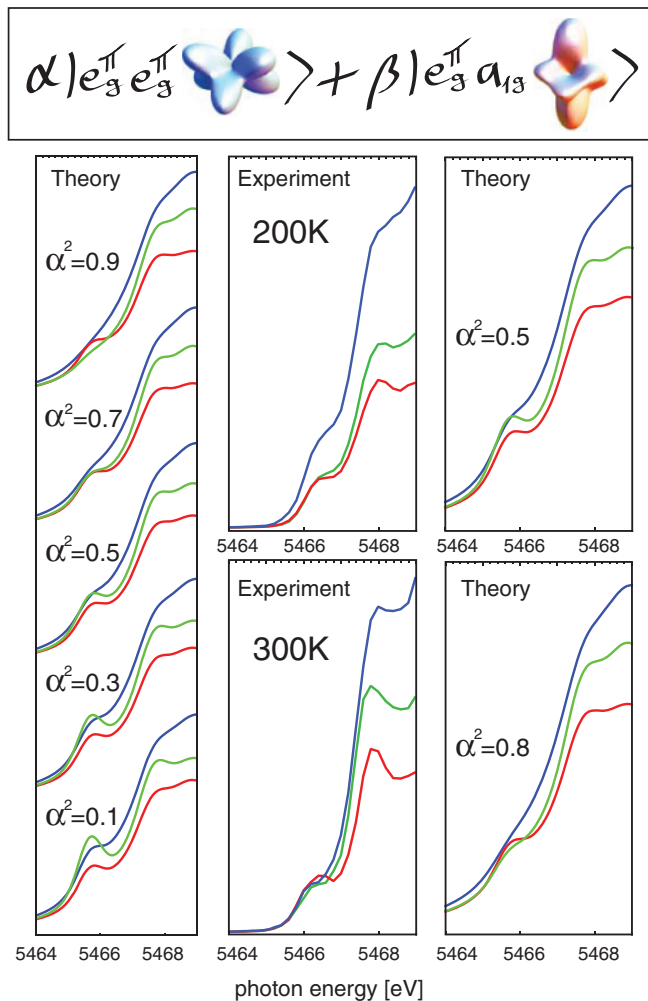 α|e_g^π e_g^π ⟩+ β|e_g^π a_{1g} ⟩
Theory
α²=0.9
α²=0.7
α²=0.5
α²=0.3
α²=0.1
5464 5466 5468
Experiment
200K
5464 5466 5468
Theory
α²=0.5
5464 5466 5468
Experiment
300K
5464 5466 5468
Theory
α²=0.8
5464 5466 5468
photon energy [eV]